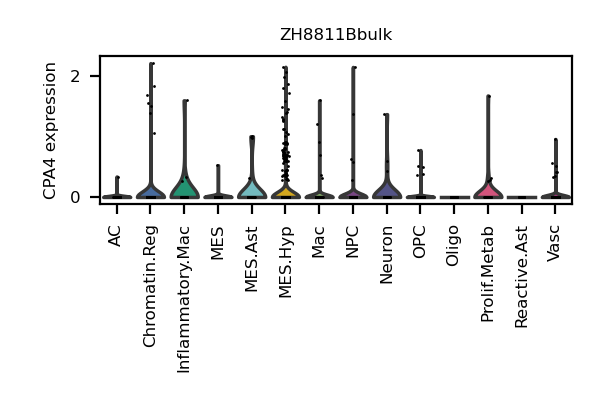 ZH8811Bbulk
CPA4 expression
2
0
AC
Chromatin.Reg
Inflammatory.Mac
MES
MES.Ast
MES.Hyp
Mac
NPC
Neuron
OPC
Oligo
Prolif.Metab
Reactive.Ast
Vasc